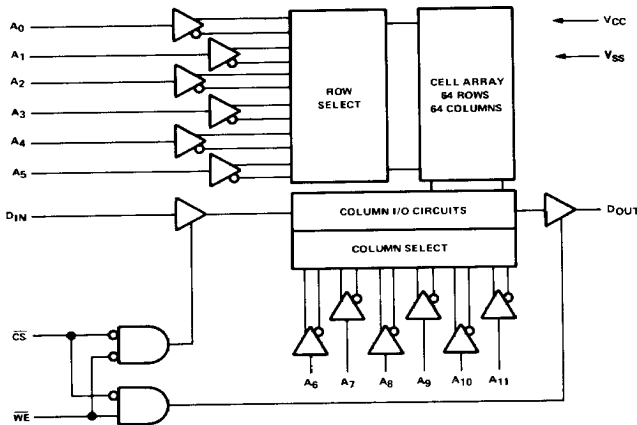 A0
A1
A2
A3
A4
A5
DIN
CS
WE
ROW
SELECT
CELL ARRAY
64 ROWS
64 COLUMNS
VCC
VSS
COLUMN I/O CIRCUITS
COLUMN SELECT
DOUT
A6
A7
A8
A9
A10
A11